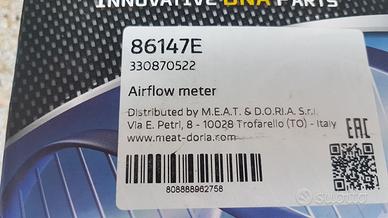 INNOVATIVE DNA PARTS
86147E
330870522
Airflow meter
Distributed by M.E.A.T. & D.O.R.I.A. S.r.l.
Via E. Petri, 8 - 10028 Trofarello (TO) - Italy
www.meat-doria.com
EAC
808888962758
subito